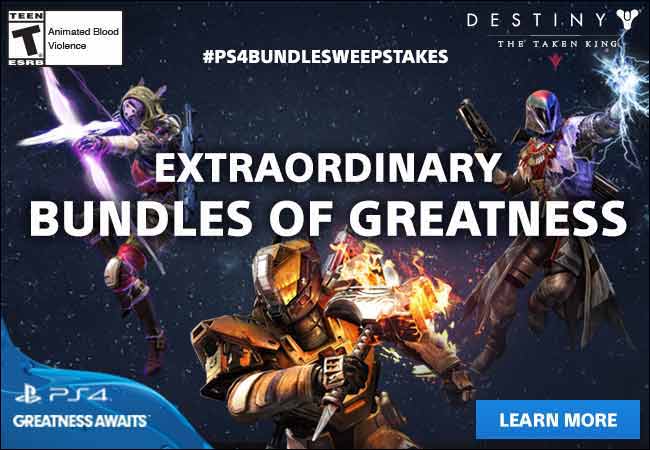 TEEN
T
ESRB
Animated Blood
Violence
DESTINY
THE TAKEN KING
#PS4BUNDLESWEEPSTAKES
EXTRAORDINARY
BUNDLES OF GREATNESS
PS4
GREATNESS AWAITS
LEARN MORE